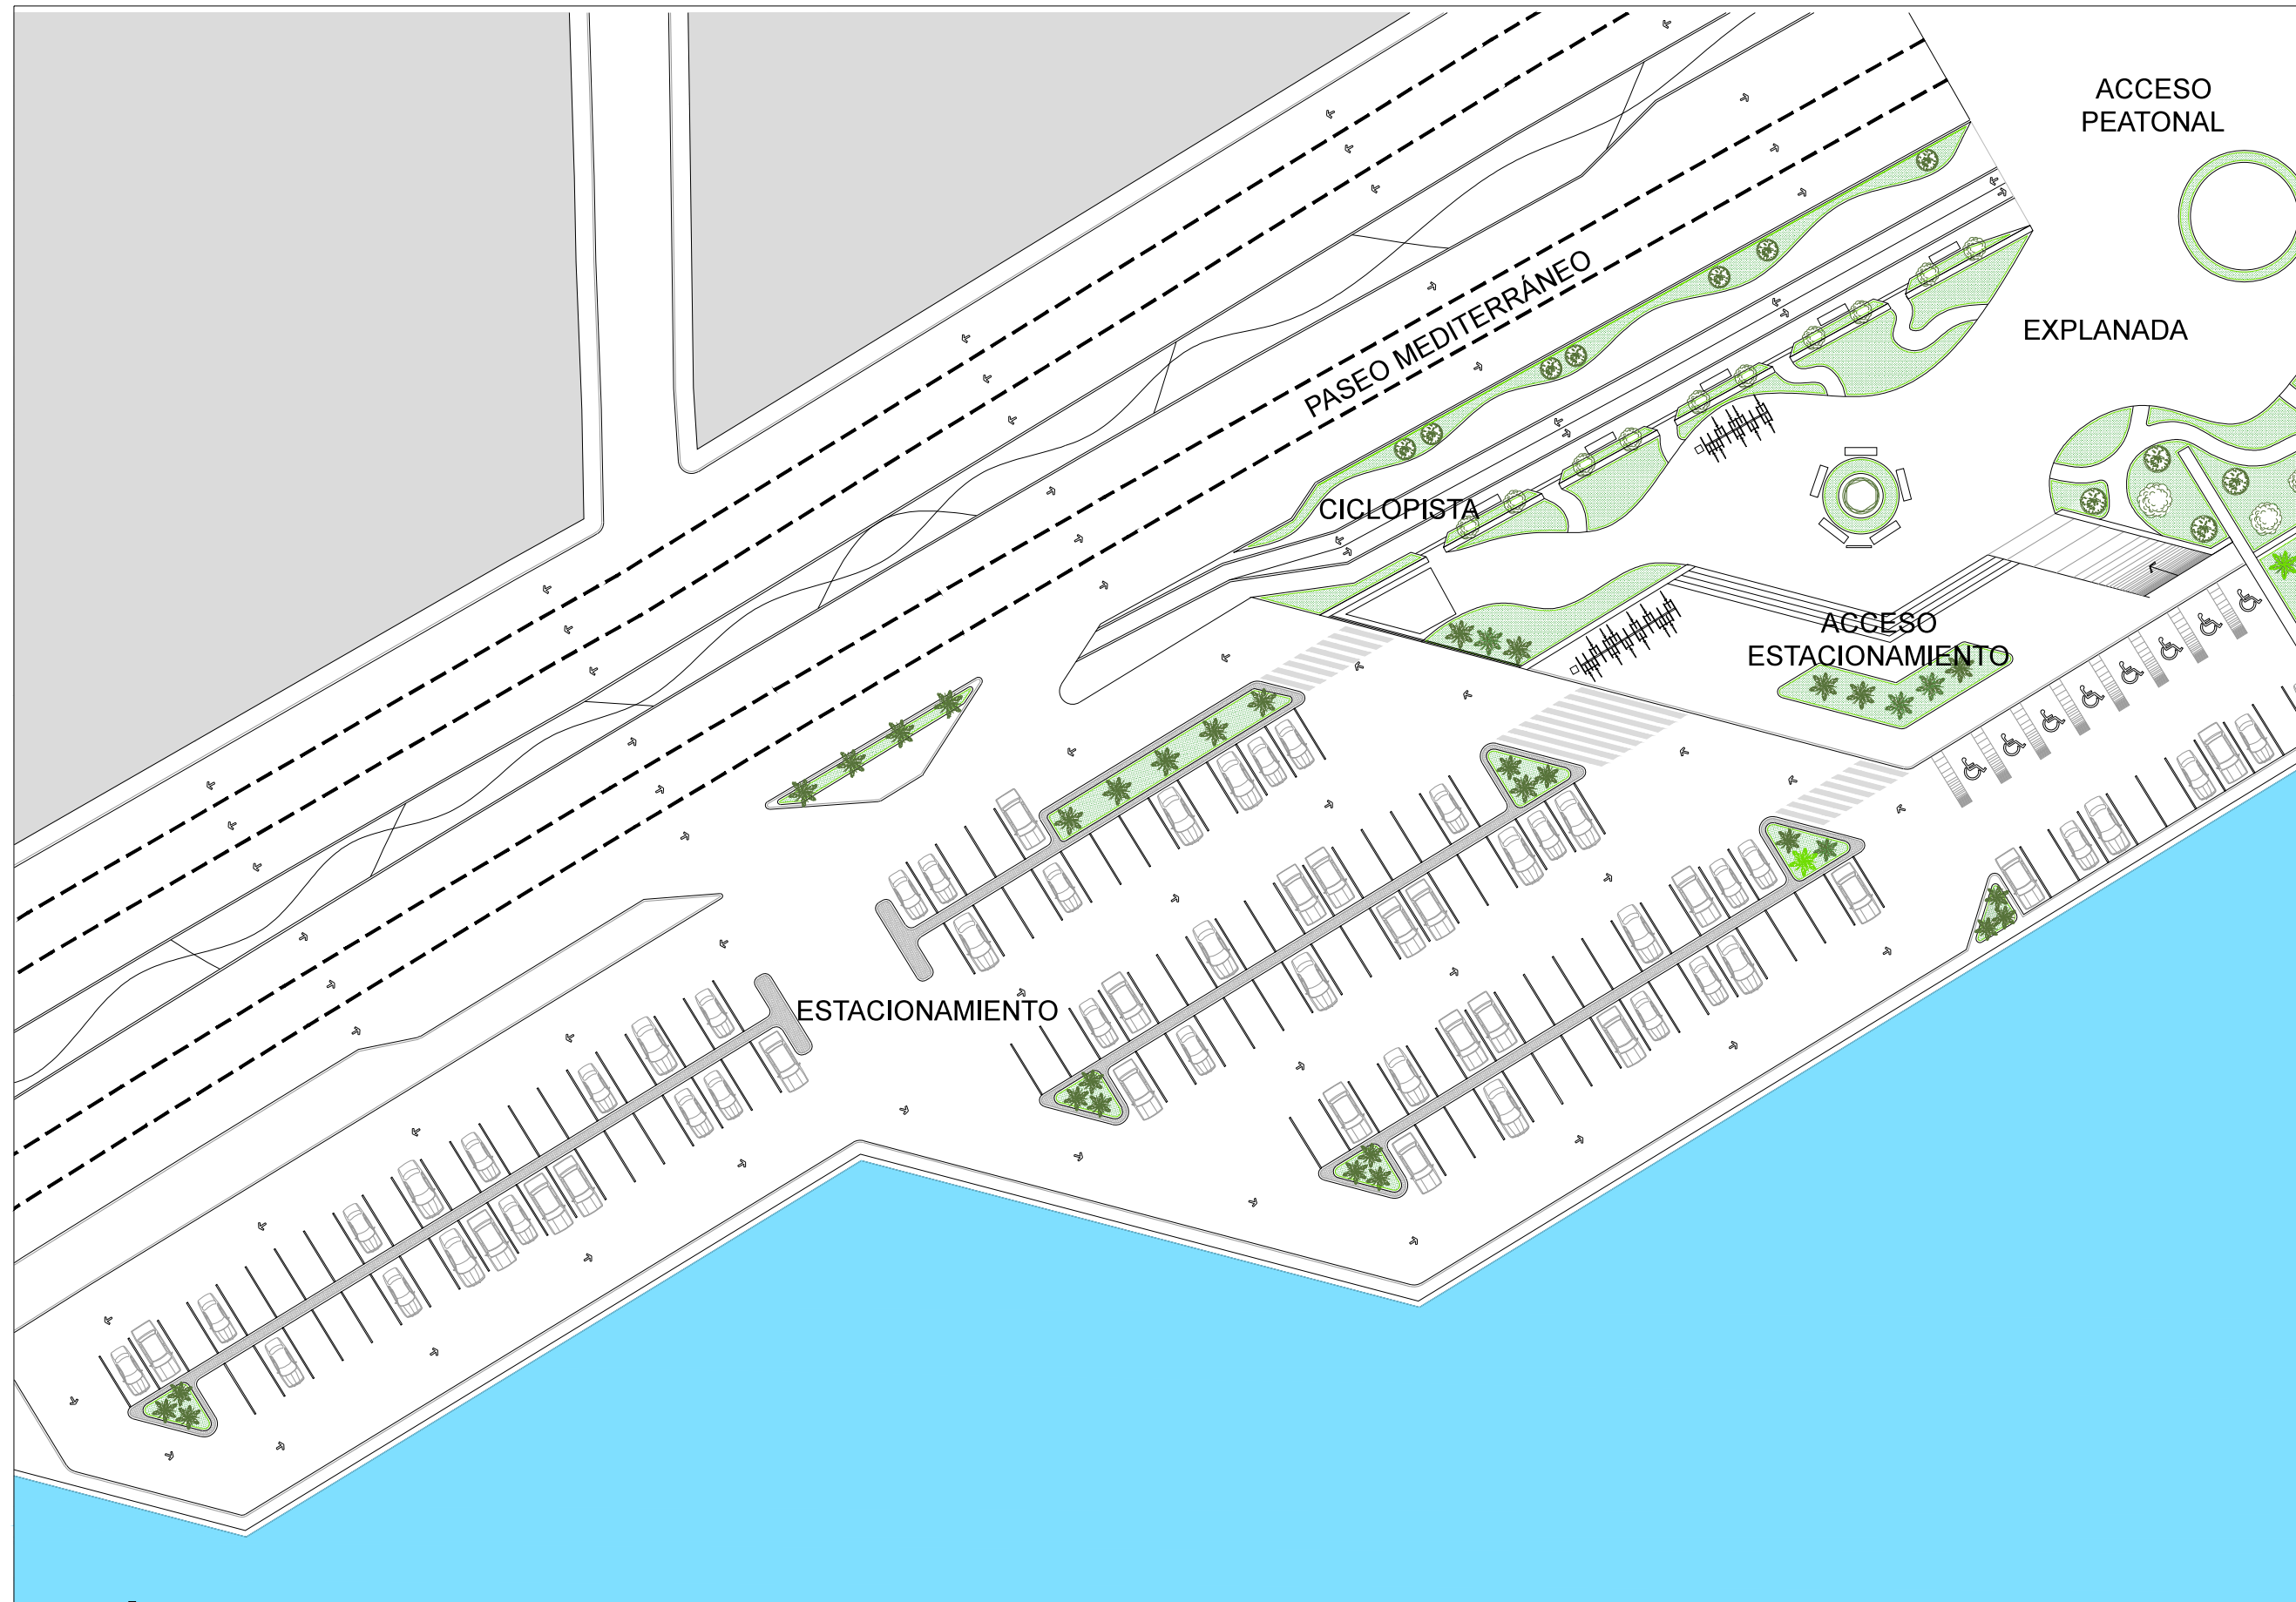 ACCESO
PEATONAL
PASEO MEDITERRÁNEO
EXPLANADA
CICLOPISTA
ACCESO
ESTACIONAMIENTO
ESTACIONAMIENTO